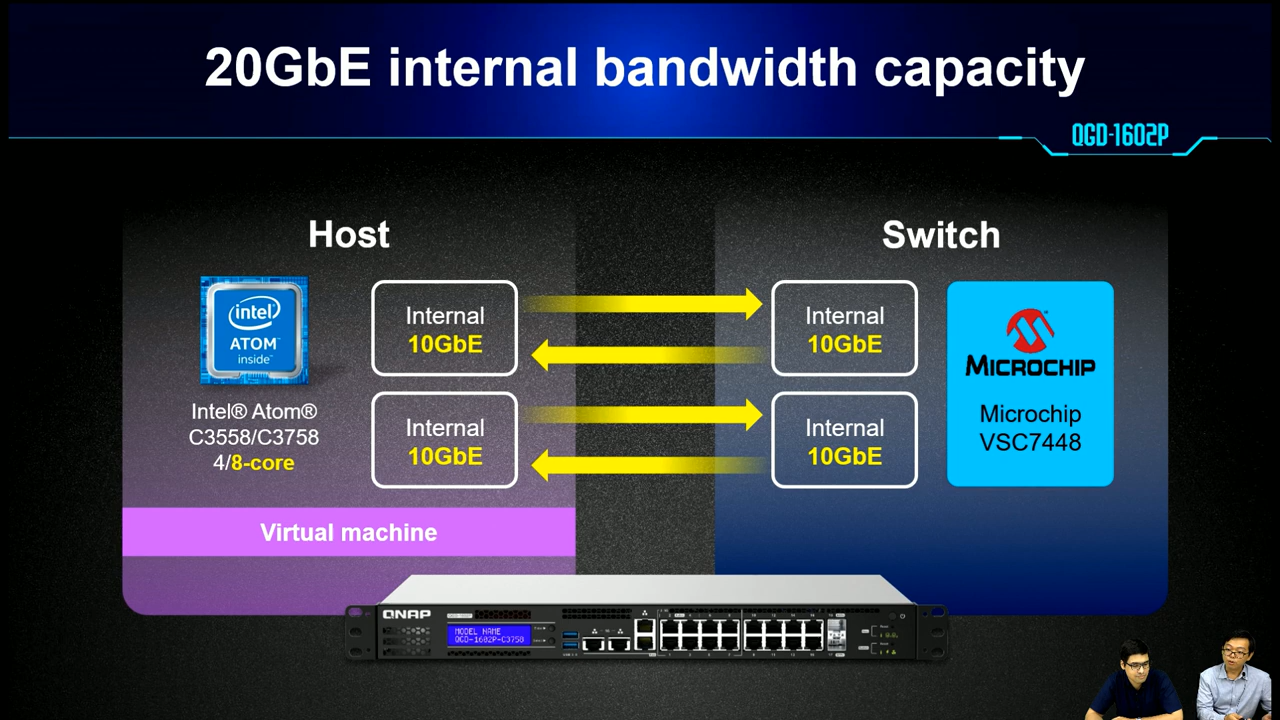 20GbE internal bandwidth capacity
QGD-1602P
Host
Switch
intel
ATOM
inside™
Intel® Atom®
C3558/C3758
4/8-core
Internal
10GbE
Internal
10GbE
Internal
10GbE
Internal
10GbE
MICROCHIP
Microchip
VSC7448
Virtual machine
QNAP
MODEL NAME
QGD-1602P-C3758